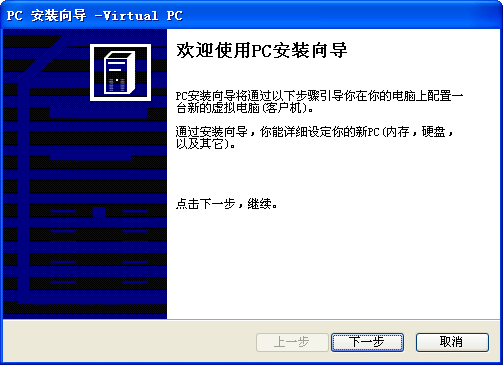 PC 安装向导 -Virtual PC
欢迎使用PC安装向导
PC安装向导将通过以下步骤引导你在你的电脑上配置一
台新的虚拟电脑(客户机)。
通过安装向导，你能详细设定你的新PC(内存，硬盘，
以及其它)。
点击下一步，继续。
上一步
下一步
取消